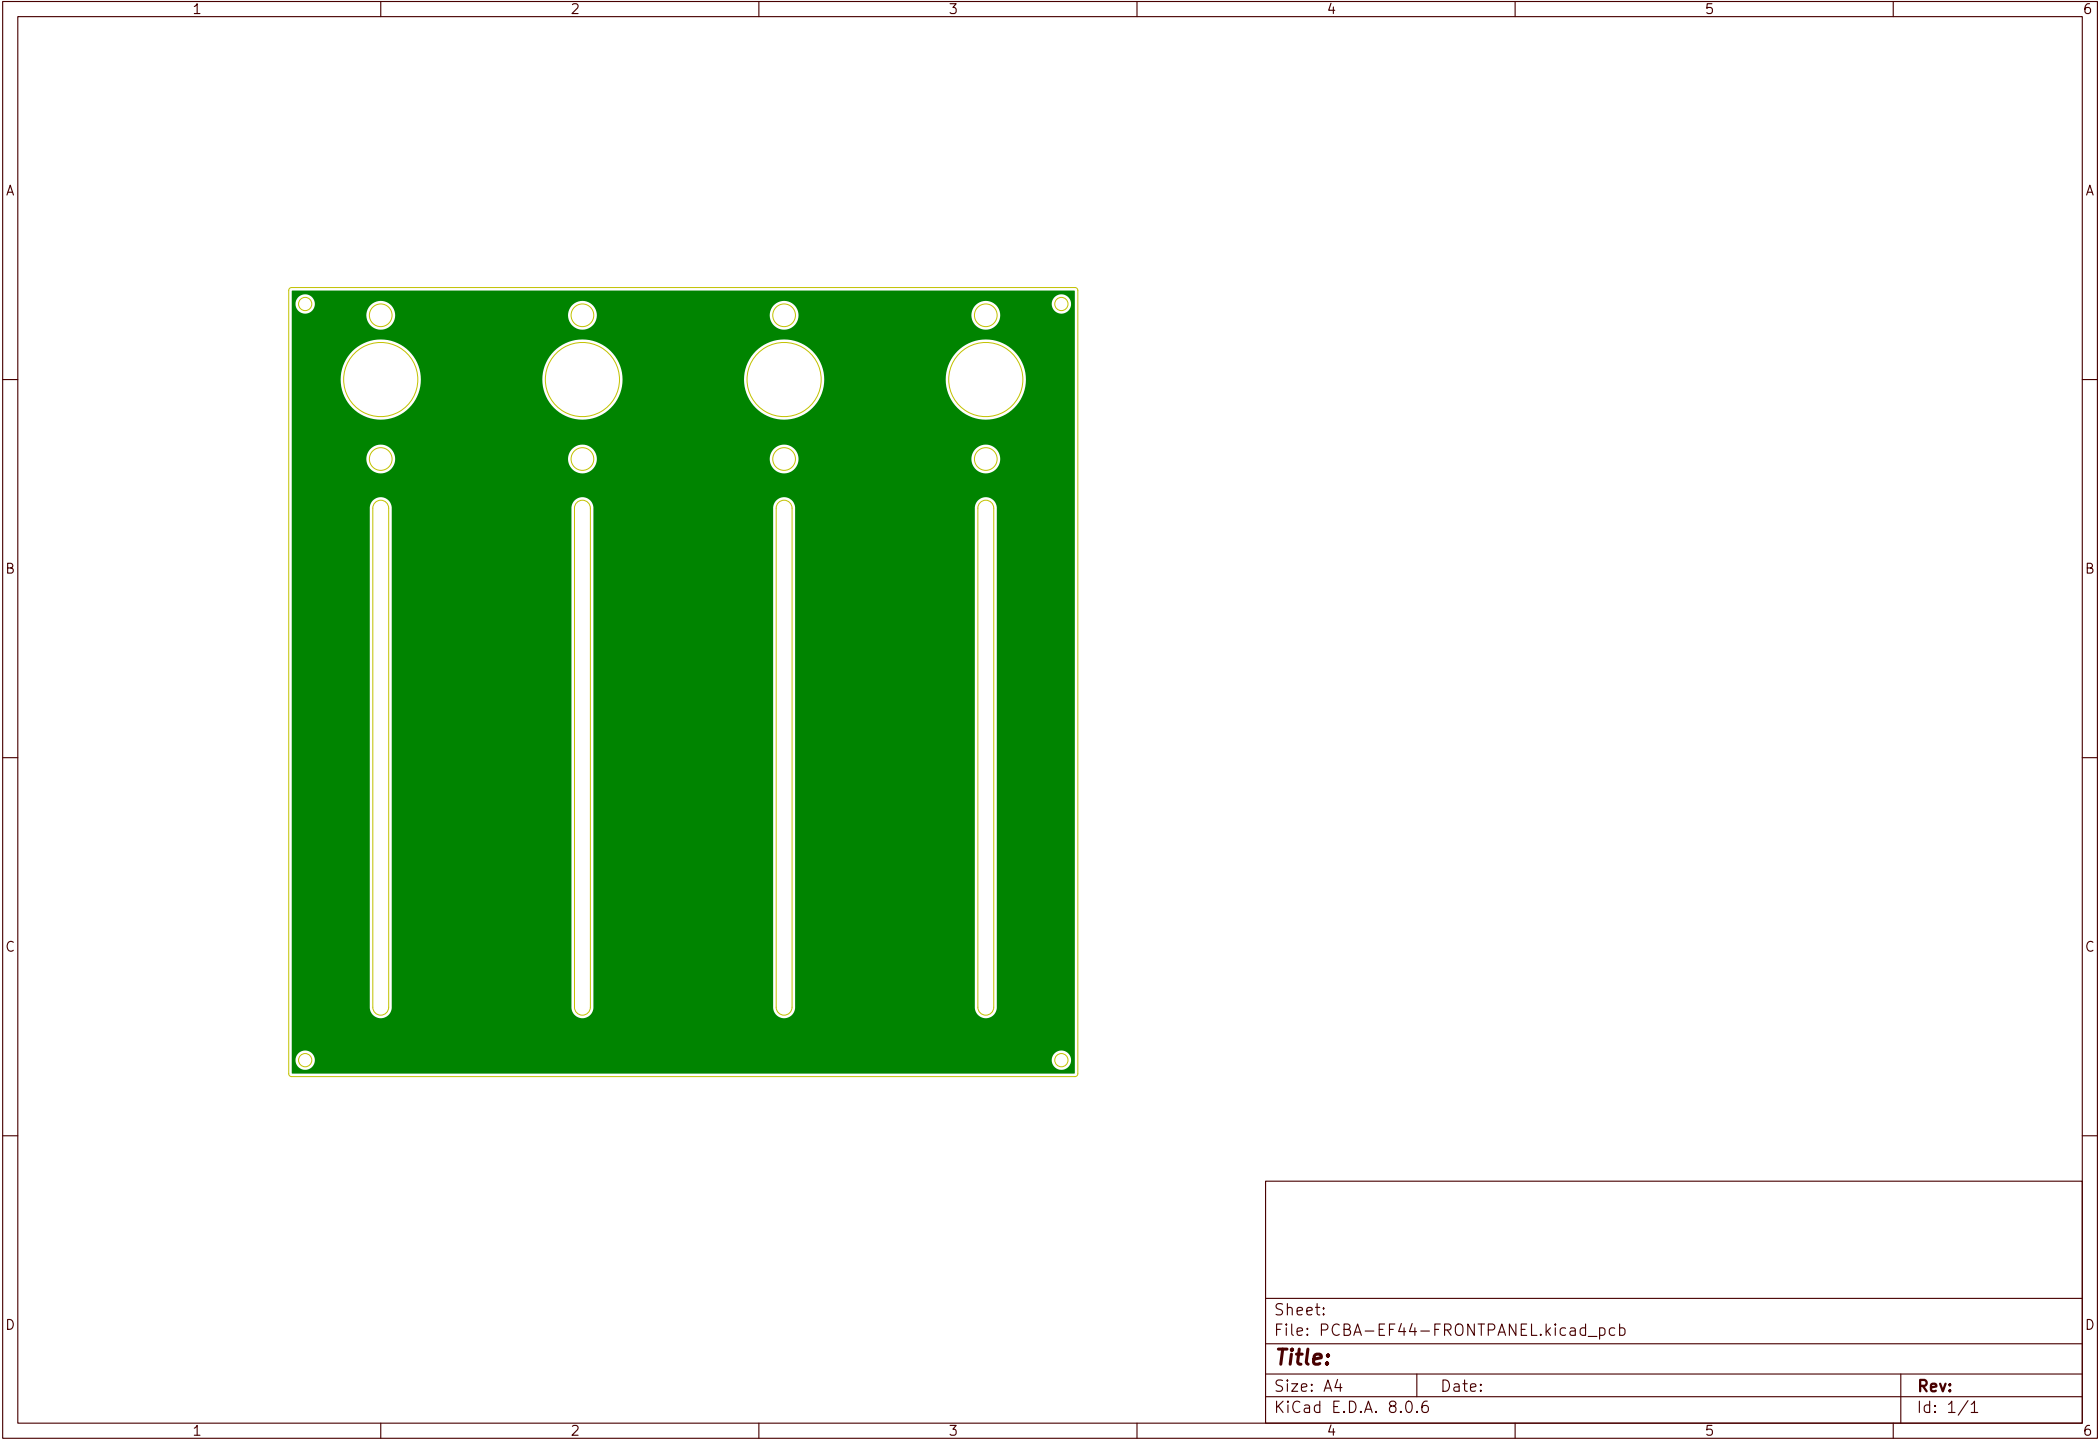 1 2 3 4 5 6
A A
B B
C C
Sheet:
D File: PCBA-EF44-FRONTPANEL.kicad_pcb D
Title:
Size: A4 Date: Rev:
KiCad E.D.A. 8.0.6 Id: 1/1
1 2 3 4 5 6